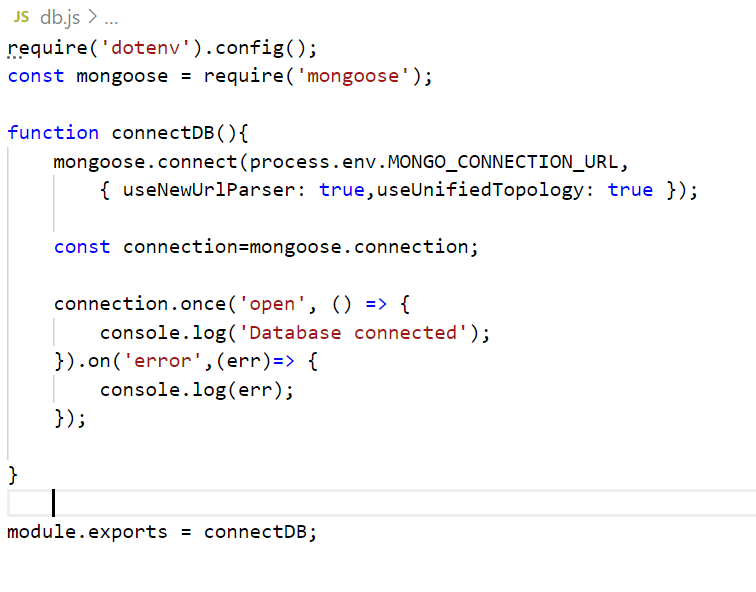 JS db.js > ...
require('dotenv').config();
const mongoose = require('mongoose');
function connectDB(){
    mongoose.connect(process.env.MONGO_CONNECTION_URL,
        { useNewUrlParser: true,useUnifiedTopology: true });
    const connection=mongoose.connection;
    connection.once('open', () => {
        console.log('Database connected');
    }).on('error',(err)=> {
        console.log(err);
    });
}
module.exports = connectDB;